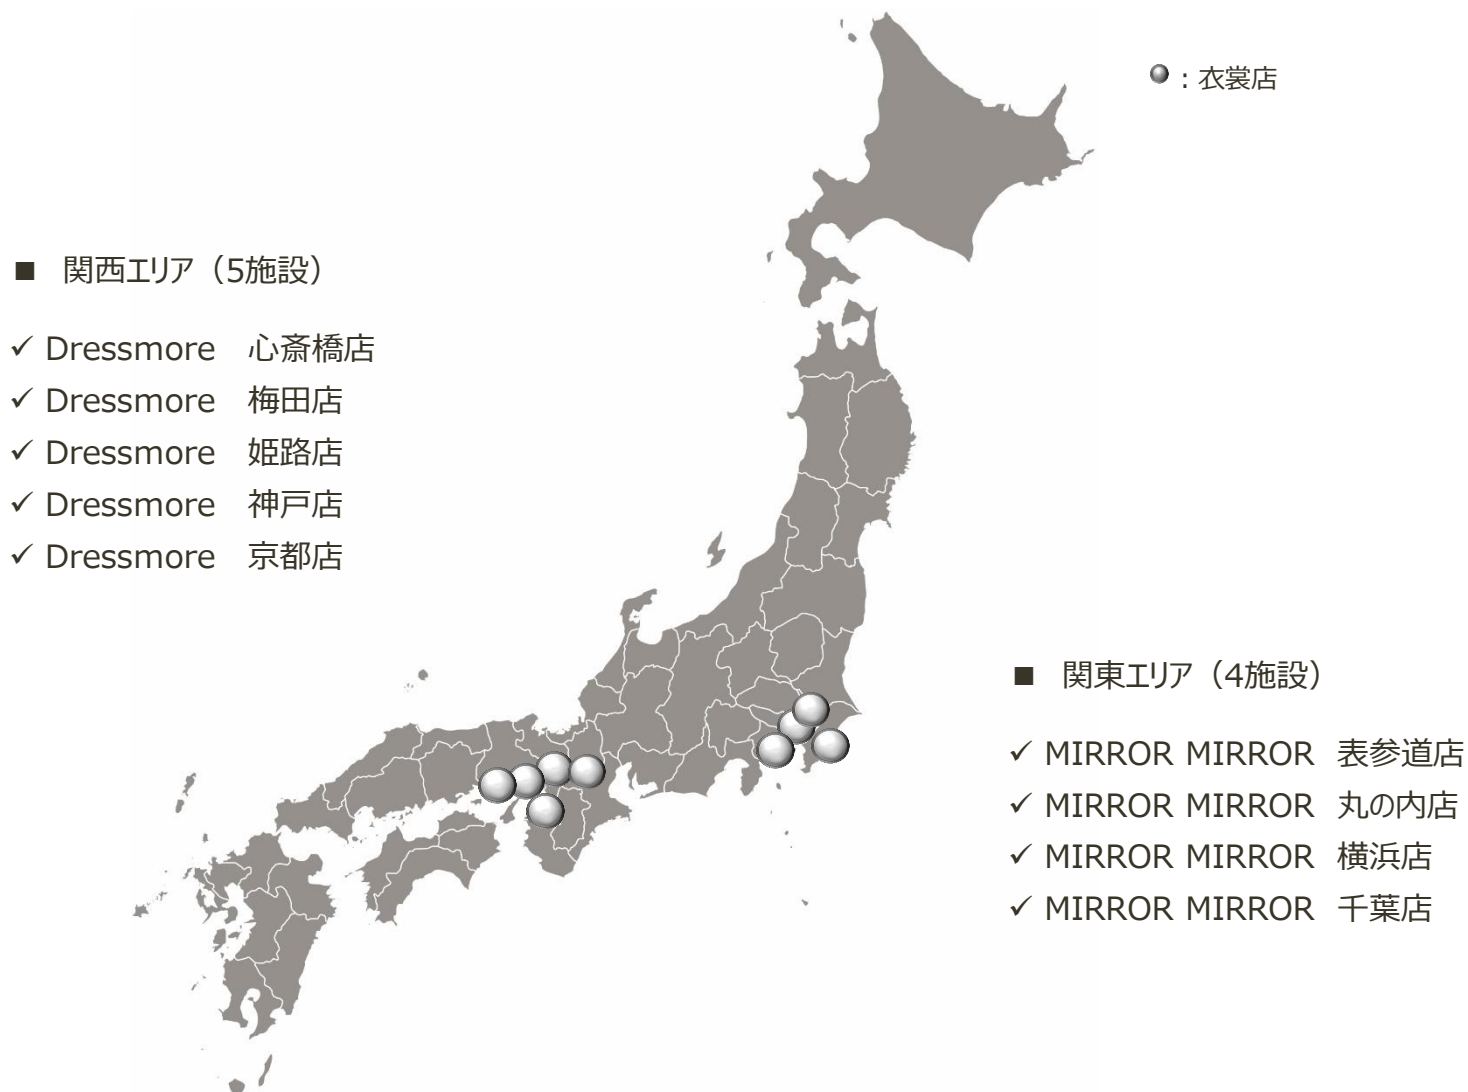 ：衣裳店
■ 関西エリア（5施設）
✓ Dressmore 心斎橋店
✓ Dressmore 梅田店
✓ Dressmore 姫路店
✓ Dressmore 神戸店
✓ Dressmore 京都店
■ 関東エリア（4施設）
✓ MIRROR MIRROR 表参道店
✓ MIRROR MIRROR 丸の内店
✓ MIRROR MIRROR 横浜店
✓ MIRROR MIRROR 千葉店